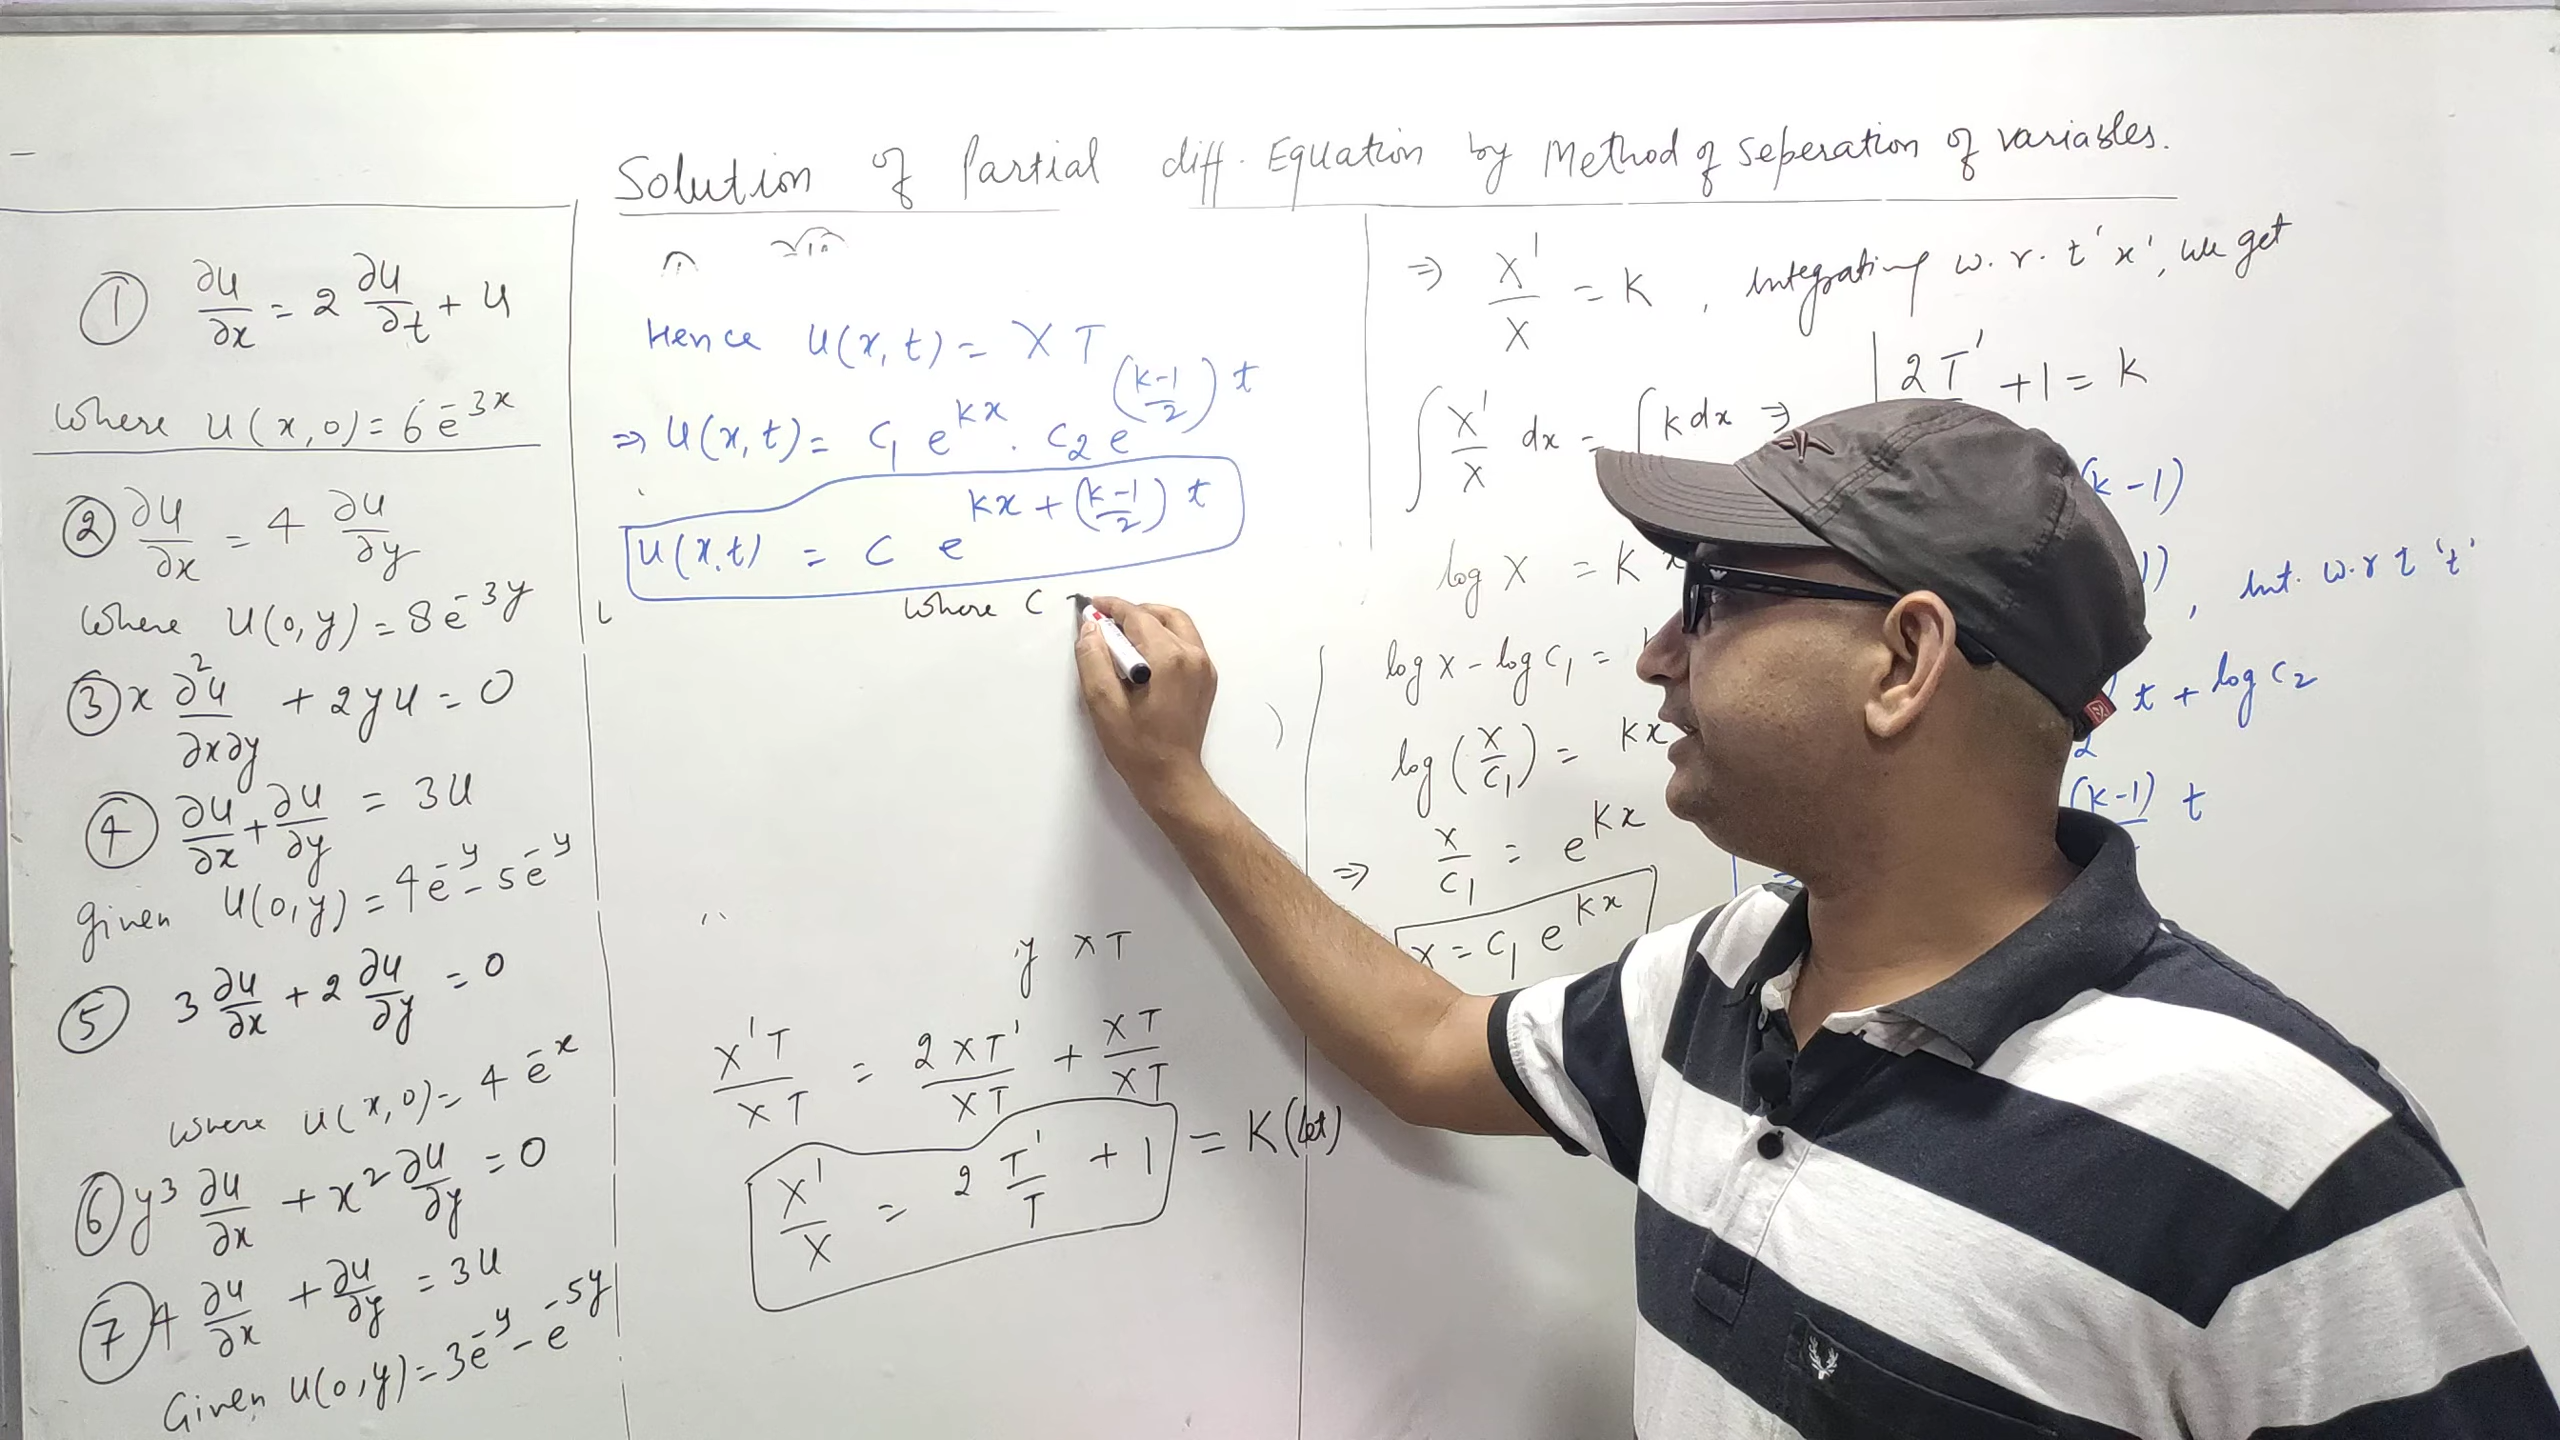 Solution of Partial diff. Equation by Method of Seperation of variables.
① ∂u/∂x = 2 ∂u/∂t + u
where u(x,0) = 6e^-3x
② ∂u/∂x = 4 ∂u/∂y
where u(0,y) = 8e^-3y
③ x ∂²u/∂x∂y + 2yu = 0
④ ∂u/∂x + ∂u/∂y = 3u
given u(0,y) = 4e^-y - 5e^-y
⑤ 3 ∂u/∂x + 2 ∂u/∂y = 0
where u(x,0) = 4e^-x
⑥ y3 ∂u/∂x + x² ∂u/∂y = 0
⑦ 4 ∂u/∂x + ∂u/∂y = 3u
Given u(0,y) = 3e^-y - e^-5y
Hence u(x,t) = XT
⇒ u(x,t) = C₁ e^kx . C₂ e^(k-1/2)t
u(x,t) = C e^kx + (k-1/2)t
where C
y XT
X'T/XT = 2XT'/XT + XT/XT
X'/X = 2 T'/T + 1 = K (let)
⇒ X'/X = K , integrating w.r.t 'x', we get
∫ X'/X dx = ∫ k dx ⇒
log X = K
log X - log C₁ =
log (X/C₁) = Kx
⇒ X/C₁ = e^Kx
X = C₁ e^Kx
2T' + 1 = K
(k-1)
, Int. w.r t 't'
t + log C₂
(k-1) t